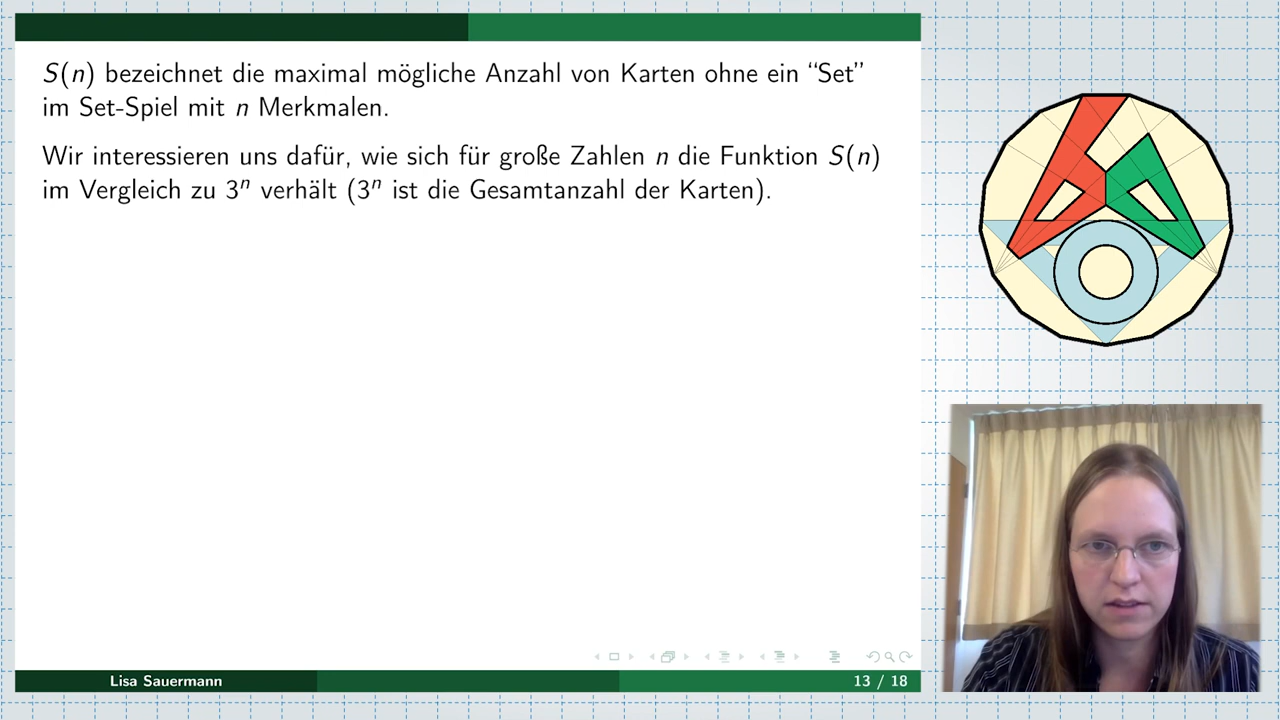 S(n) bezeichnet die maximal mögliche Anzahl von Karten ohne ein “Set”
im Set-Spiel mit n Merkmalen.
Wir interessieren uns dafür, wie sich für große Zahlen n die Funktion S(n)
im Vergleich zu 3ⁿ verhält (3ⁿ ist die Gesamtanzahl der Karten).
Lisa Sauermann
13 / 18